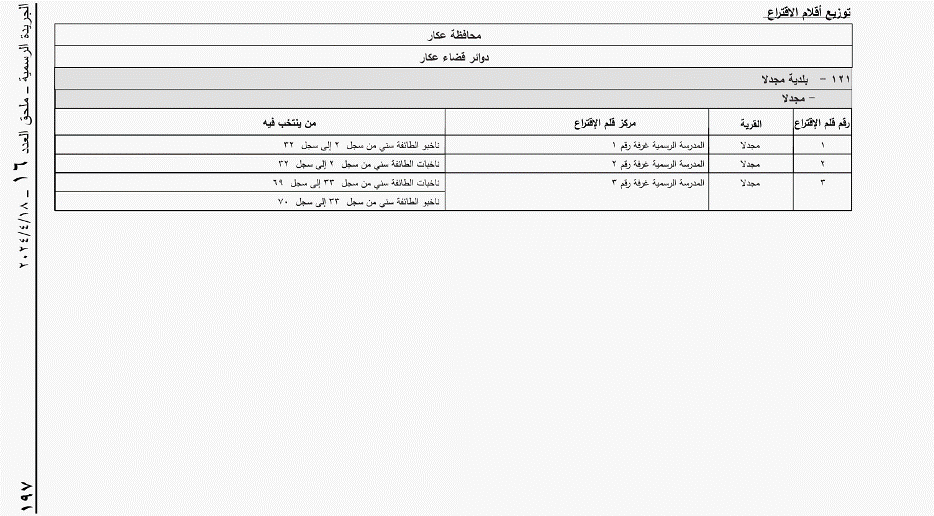 توزيع أقلام الاقتراع
محافظة عكار
دوائر قضاء عكار
١٢١ - بلدية مجدلا
- مجدلا
رقم قلم الإقتراع القرية مركز قلم الإقتراع من ينتخب فيه
١ مجدلا المدرسة الرسمية غرفة رقم ١ ناخبو الطائفة سني من سجل ٢ إلى سجل ٣٢
٢ مجدلا المدرسة الرسمية غرفة رقم ٢ ناخبات الطائفة سني من سجل ٢ إلى سجل ٣٢
٣ مجدلا المدرسة الرسمية غرفة رقم ٣ ناخبات الطائفة سني من سجل ٣٣ إلى سجل ٦٩
ناخبو الطائفة سني من سجل ٣٣ إلى سجل ٧٠
الجريدة الرسمية - ملحق العدد ١٦ - ٢٠٢٤/٤/١٨
١٩٧